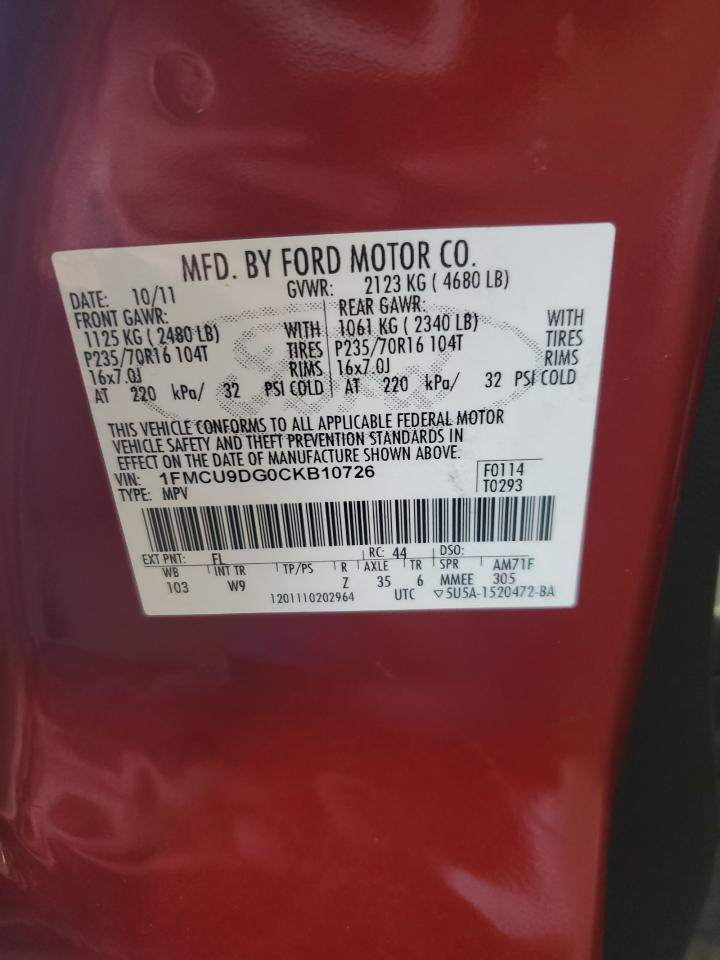 MFD. BY FORD MOTOR CO.
DATE: 10/11 GVWR: 2123 KG ( 4680 LB)
FRONT GAWR: REAR GAWR:
1125 KG ( 2480 LB) WITH 1061 KG ( 2340 LB) WITH
P235/70R16 104T TIRES P235/70R16 104T TIRES
16x7.0J RIMS 16x7.0J RIMS
AT 220 kPa/ 32 PSI COLD AT 220 kPa/ 32 PSI COLD
THIS VEHICLE CONFORMS TO ALL APPLICABLE FEDERAL MOTOR
VEHICLE SAFETY AND THEFT PREVENTION STANDARDS IN
EFFECT ON THE DATE OF MANUFACTURE SHOWN ABOVE.
VIN: 1FMCU9DG0CKB10726 F0114
TYPE: MPV T0293
EXT PNT: FL RC: 44 DSO:
WB INT TR TP/PS R AXLE TR SPR AM71F
103 W9 Z 35 6 MMEE 305
1201110202964 UTC ▽5U5A-1520472-BA